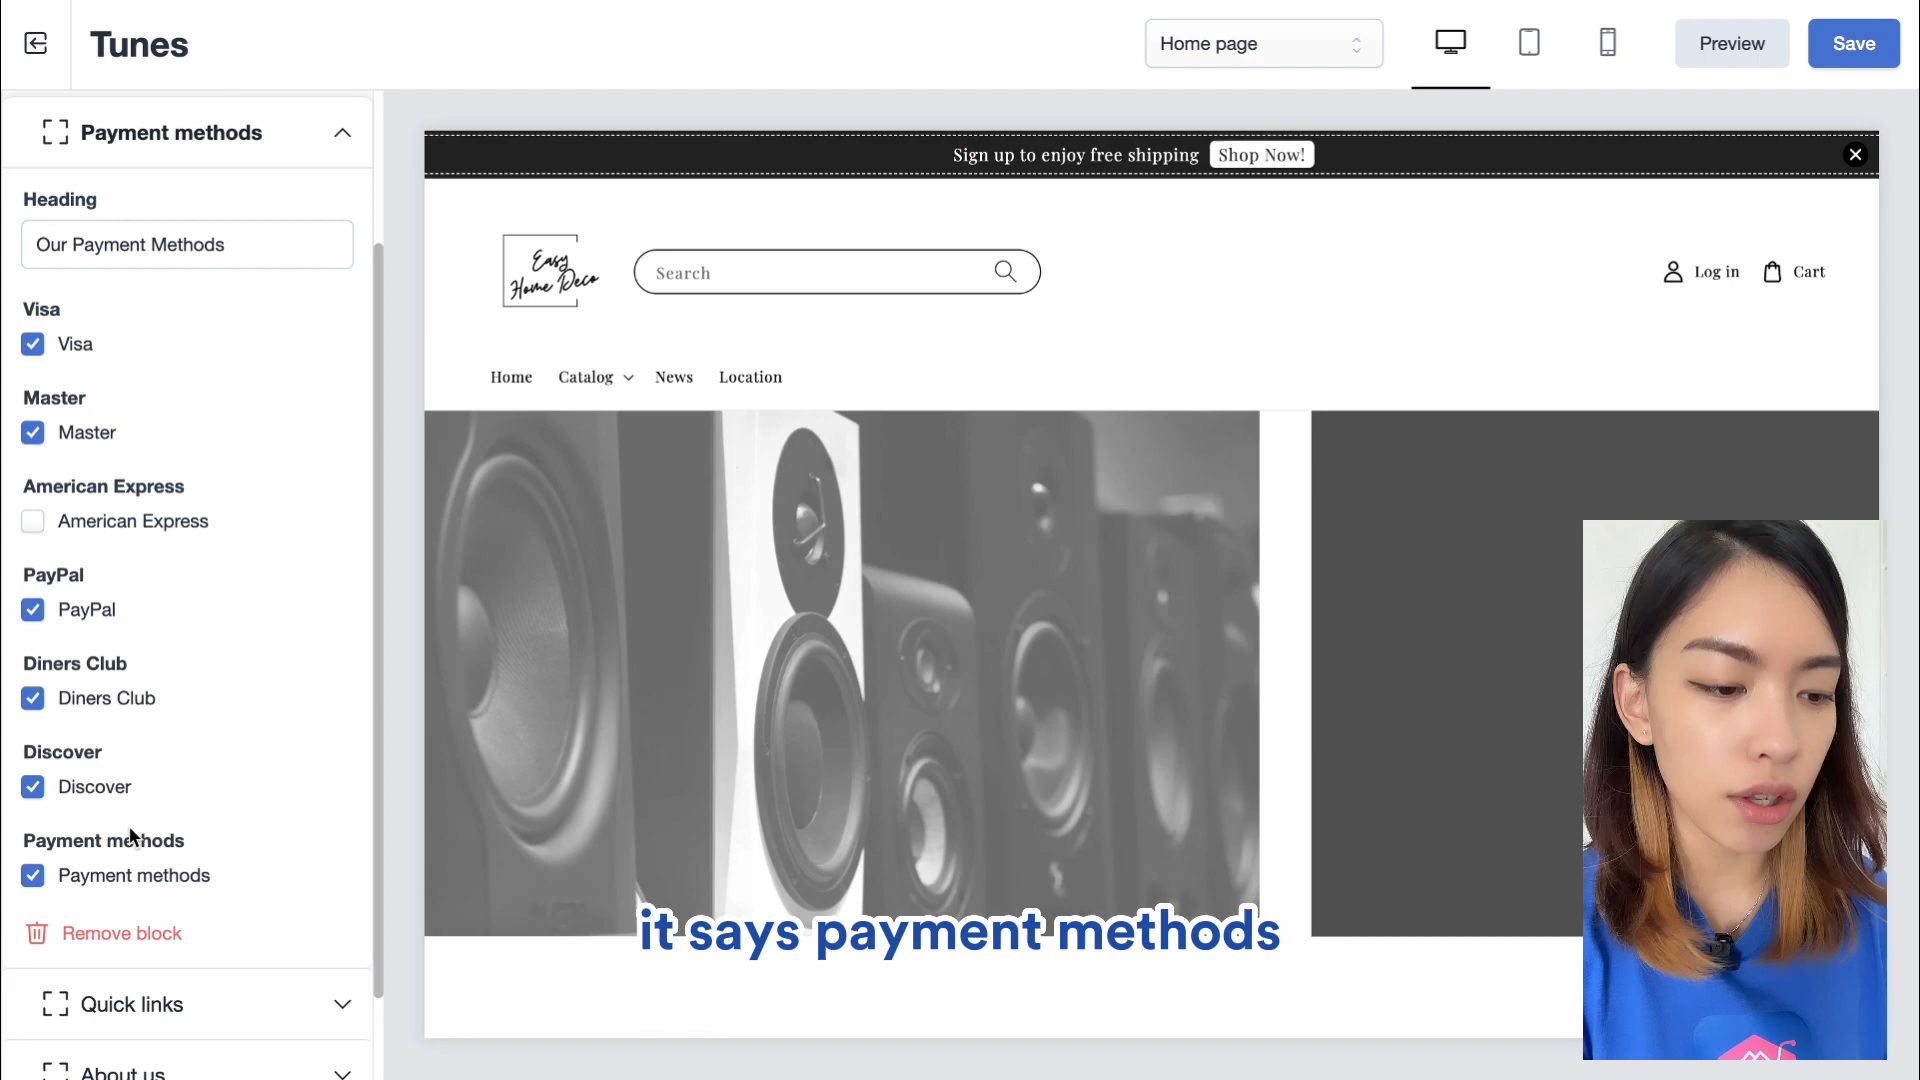 Tunes
Home page
Preview
Save
Payment methods
Heading
Our Payment Methods
Visa
Visa
Master
Master
American Express
American Express
PayPal
PayPal
Diners Club
Diners Club
Discover
Discover
Payment methods
Payment methods
Remove block
Quick links
About us
Sign up to enjoy free shipping
Shop Now!
Easy
Home Deco
Search
Log in
Cart
Home
Catalog
News
Location
it says payment methods